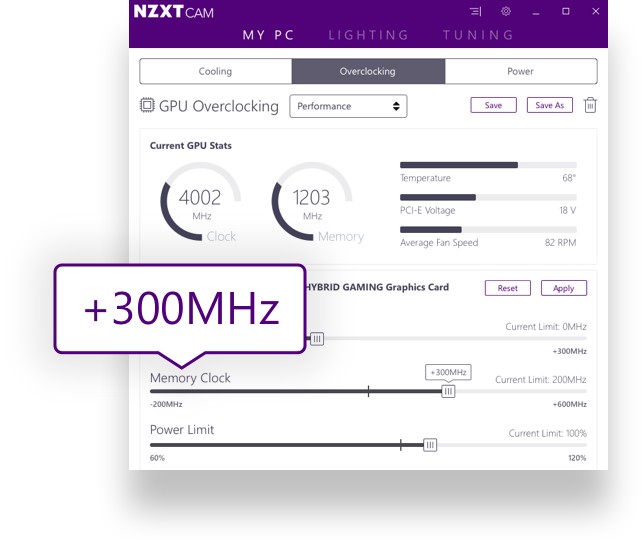 NZXT CAM
MY PC LIGHTING TUNING
Cooling Overclocking Power
GPU Overclocking Performance Save Save As
Current GPU Stats
4002 MHz Clock
1203 MHz Memory
Temperature 68°
PCI-E Voltage 18 V
Average Fan Speed 82 RPM
HYBRID GAMING Graphics Card Reset Apply
+300MHz
Current Limit: 0MHz
+300MHz
Memory Clock +300MHz Current Limit: 200MHz
-200MHz +600MHz
Power Limit Current Limit: 100%
60% 120%